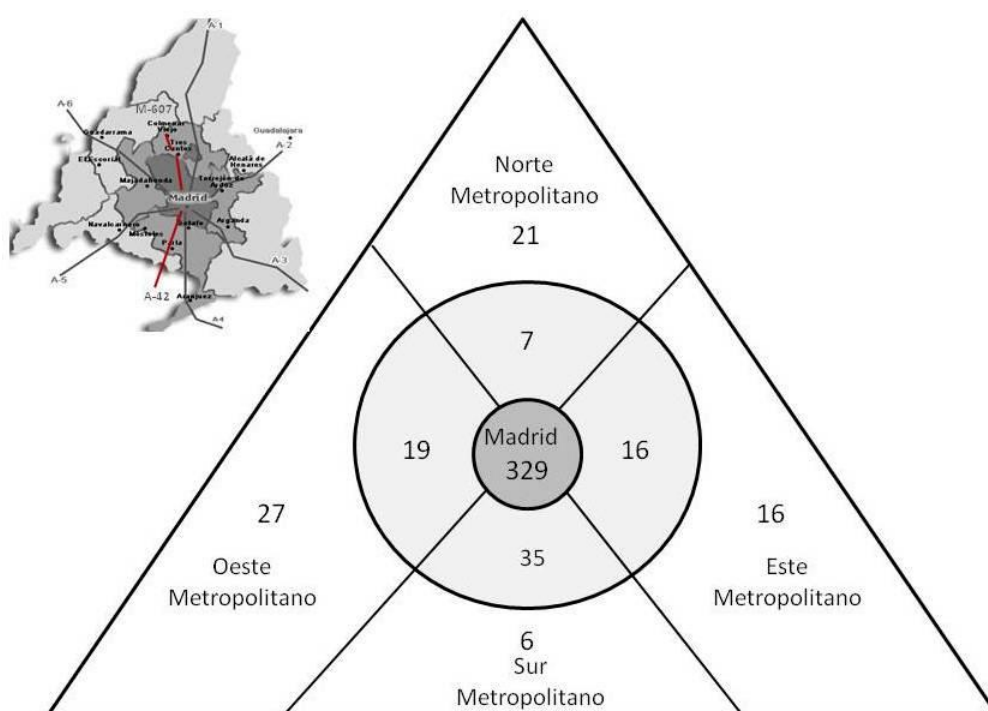 A-1
A-6
M-607
Colmenar
Viejo
Guadarrama
Tres
Cantos
Guadalajara
A-2
El Escorial
Alcalá de
Henares
Majadahonda
Torrejón de
Ardoz
Madrid
Navalcarnero
Móstoles
Getafe
Arganda
Parla
A-5
A-3
A-42
Aranjuez
A4
Norte
Metropolitano
21
7
19
Madrid
329
16
27
16
35
Oeste
Metropolitano
Este
Metropolitano
6
Sur
Metropolitano